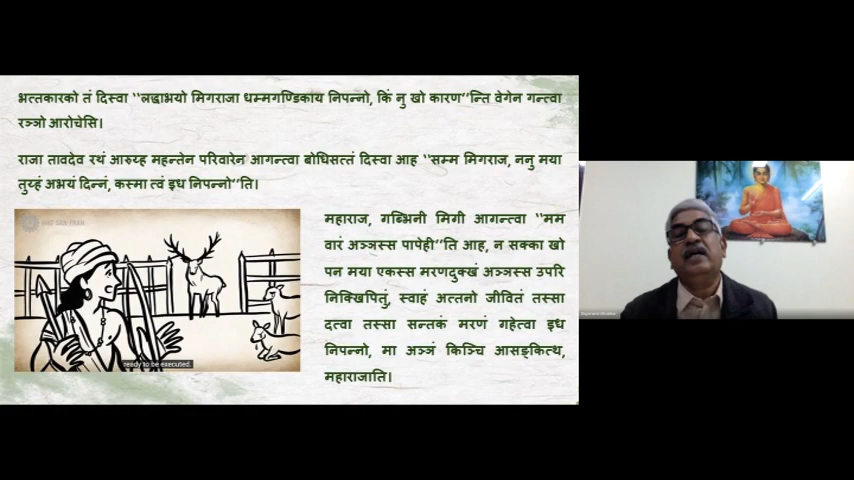 भत्तकारको तं दिस्वा ‘‘लद्धाभयो मिगराजा धम्मगण्डिकाय निपन्नो, किं नु खो कारण’’न्ति वेगेन गन्त्वा
रञ्ञो आरोचेसि।
राजा तावदेव रथं आरुय्ह महन्तेन परिवारेन आगन्त्वा बोधिसत्तं दिस्वा आह ‘‘सम्म मिगराज, ननु मया
तुय्हं अभयं दिन्नं, कस्मा त्वं इध निपन्नो’’ति।
महाराज, गब्भिनी मिगी आगन्त्वा ‘‘मम
वारं अञ्ञस्स पापेही’’ति आह, न सक्का खो
पन मया एकस्स मरणदुक्खं अञ्ञस्स उपरि
निक्खिपितुं, स्वाहं अत्तनो जीवितं तस्सा
दत्वा तस्सा सन्तकं मरणं गहेत्वा इध
निपन्नो, मा अञ्ञं किञ्चि आसङ्कित्थ,
महाराजाति।
ready to be executed.